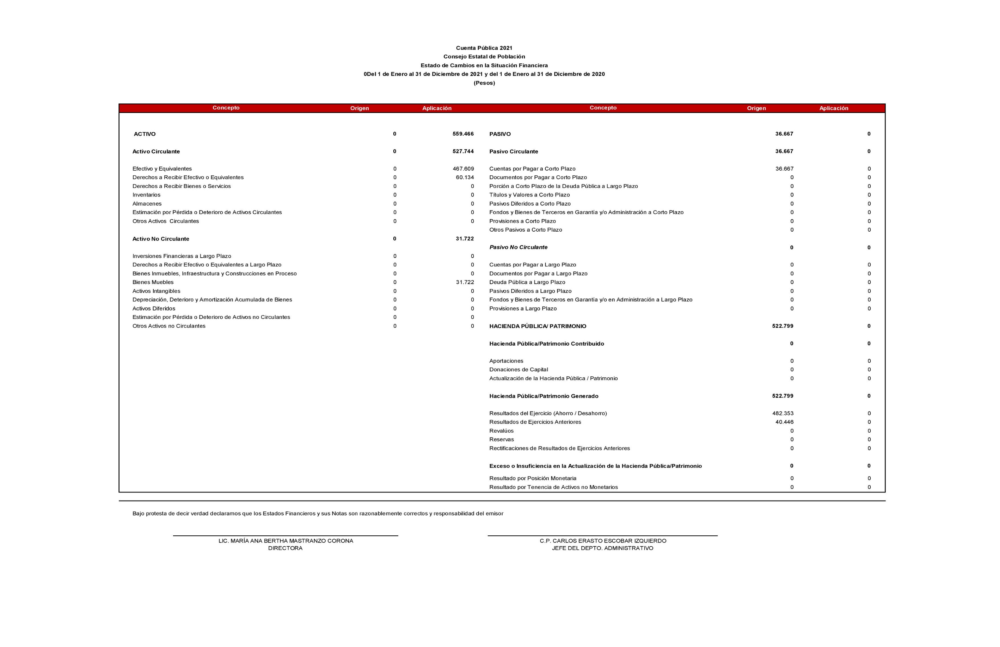 Cuenta Pública 2021
Consejo Estatal de Población
Estado de Cambios en la Situación Financiera
0Del 1 de Enero al 31 de Diciembre de 2021 y del 1 de Enero al 31 de Diciembre de 2020
(Pesos)
Concepto Origen Aplicación Concepto Origen Aplicación
ACTIVO 0 559.466 PASIVO 36.667 0
Activo Circulante 0 527.744 Pasivo Circulante 36.667 0
Efectivo y Equivalentes 0 467.609 Cuentas por Pagar a Corto Plazo 36.667 0
Derechos a Recibir Efectivo o Equivalentes 0 60.134 Documentos por Pagar a Corto Plazo 0 0
Derechos a Recibir Bienes o Servicios 0 0 Porción a Corto Plazo de la Deuda Pública a Largo Plazo 0 0
Inventarios 0 0 Títulos y Valores a Corto Plazo 0 0
Almacenes 0 0 Pasivos Diferidos a Corto Plazo 0 0
Estimación por Pérdida o Deterioro de Activos Circulantes 0 0 Fondos y Bienes de Terceros en Garantía y/o Administración a Corto Plazo 0 0
Otros Activos Circulantes 0 0 Provisiones a Corto Plazo 0 0
Otros Pasivos a Corto Plazo 0 0
Activo No Circulante 0 31.722
Pasivo No Circulante 0 0
Inversiones Financieras a Largo Plazo 0 0
Derechos a Recibir Efectivo o Equivalentes a Largo Plazo 0 0 Cuentas por Pagar a Largo Plazo 0 0
Bienes Inmuebles, Infraestructura y Construcciones en Proceso 0 0 Documentos por Pagar a Largo Plazo 0 0
Bienes Muebles 0 31.722 Deuda Pública a Largo Plazo 0 0
Activos Intangibles 0 0 Pasivos Diferidos a Largo Plazo 0 0
Depreciación, Deterioro y Amortización Acumulada de Bienes 0 0 Fondos y Bienes de Terceros en Garantía y/o en Administración a Largo Plazo 0 0
Activos Diferidos 0 0 Provisiones a Largo Plazo 0 0
Estimación por Pérdida o Deterioro de Activos no Circulantes 0 0
Otros Activos no Circulantes 0 0 HACIENDA PÚBLICA/ PATRIMONIO 522.799 0
Hacienda Pública/Patrimonio Contribuido 0 0
Aportaciones 0 0
Donaciones de Capital 0 0
Actualización de la Hacienda Pública / Patrimonio 0 0
Hacienda Pública/Patrimonio Generado 522.799 0
Resultados del Ejercicio (Ahorro / Desahorro) 482.353 0
Resultados de Ejercicios Anteriores 40.446 0
Revalúos 0 0
Reservas 0 0
Rectificaciones de Resultados de Ejercicios Anteriores 0 0
Exceso o Insuficiencia en la Actualización de la Hacienda Pública/Patrimonio 0 0
Resultado por Posición Monetaria 0 0
Resultado por Tenencia de Activos no Monetarios 0 0
Bajo protesta de decir verdad declaramos que los Estados Financieros y sus Notas son razonablemente correctos y responsabilidad del emisor
LIC. MARÍA ANA BERTHA MASTRANZO CORONA C.P. CARLOS ERASTO ESCOBAR IZQUIERDO
DIRECTORA JEFE DEL DEPTO. ADMINISTRATIVO